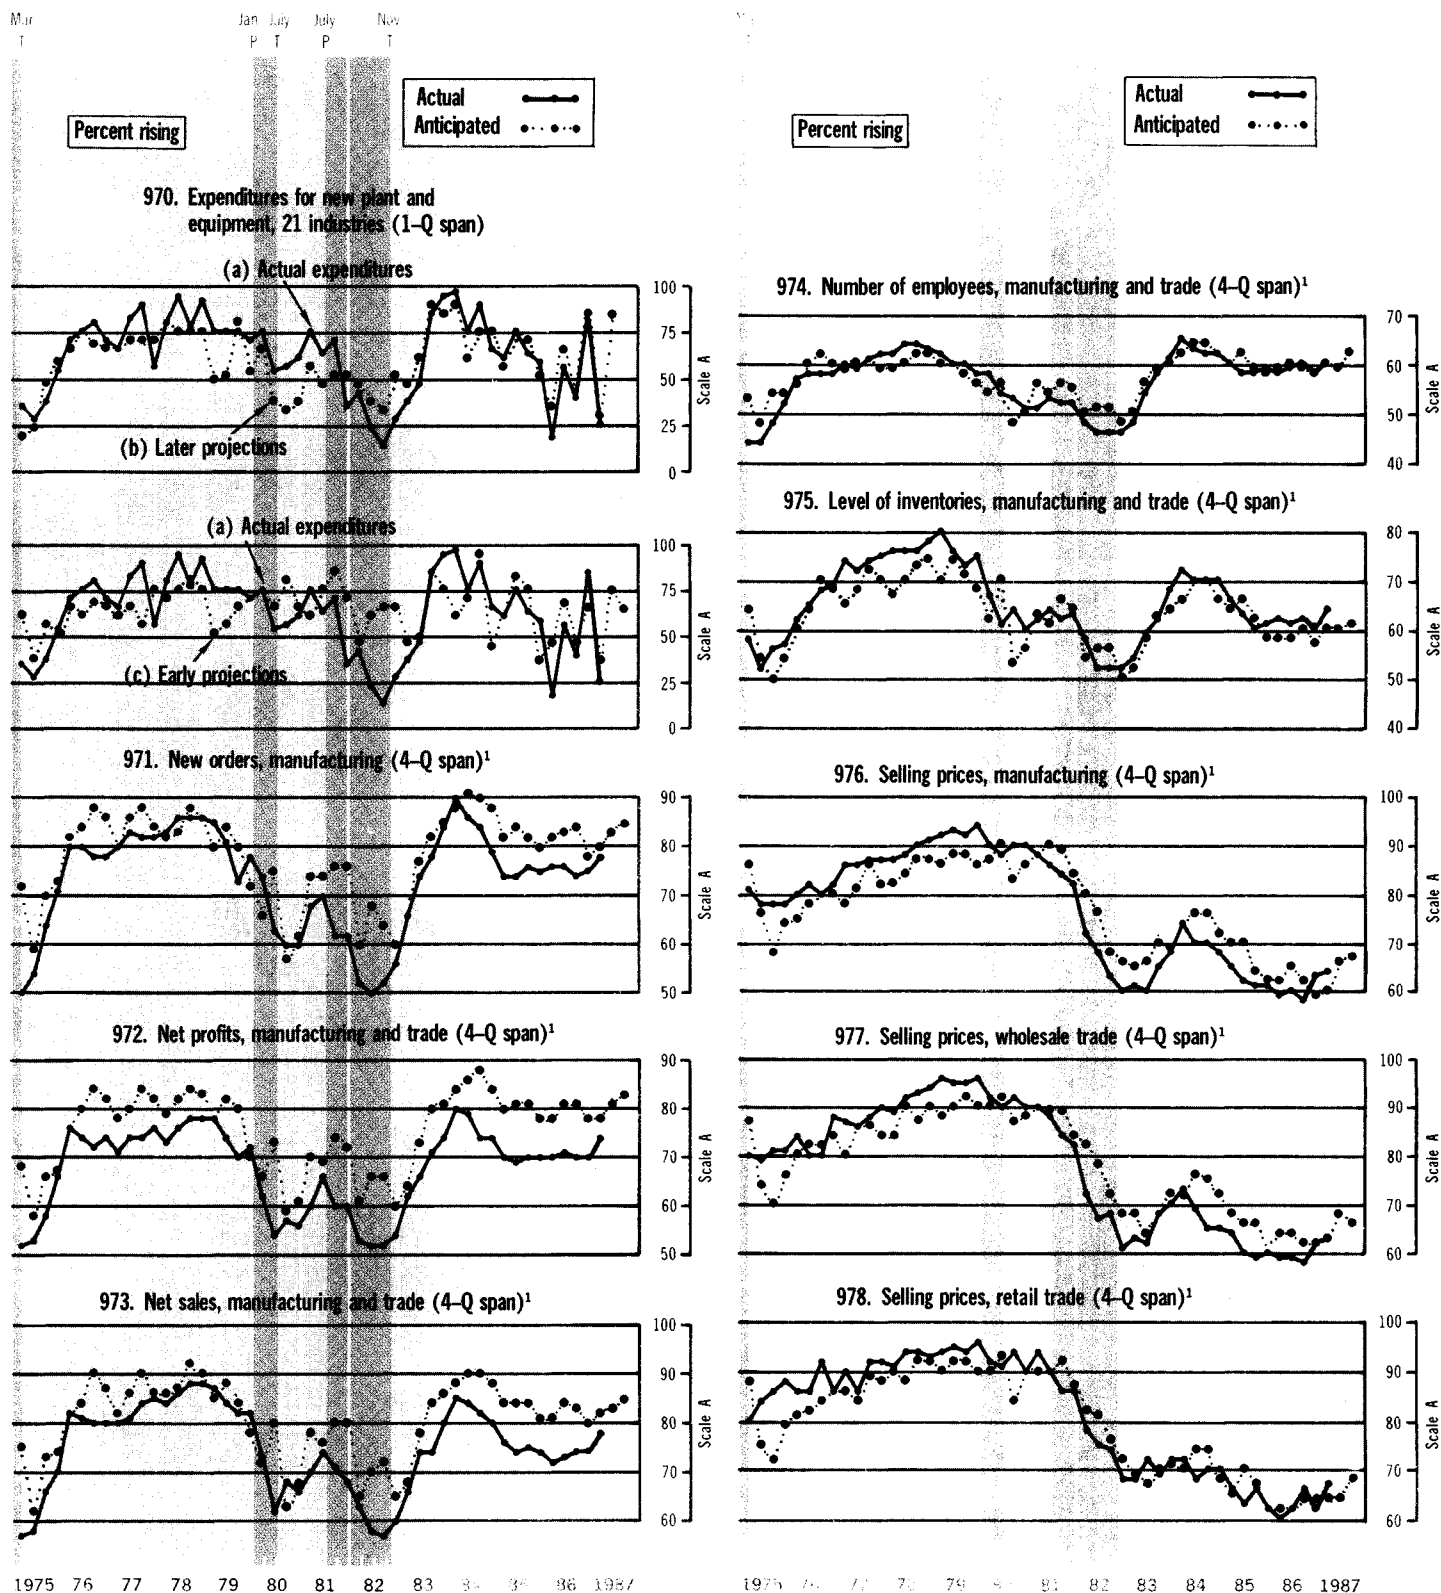 Mar Jan July July Nov
T P T P T
Actual
Anticipated
Percent rising
970. Expenditures for new plant and
equipment, 21 industries (1–Q span)
(a) Actual expenditures
100
75
50
25
0
Scale A
(b) Later projections
(a) Actual expenditures
100
75
50
25
0
Scale A
(c) Early projections
971. New orders, manufacturing (4–Q span)¹
90
80
70
60
50
Scale A
972. Net profits, manufacturing and trade (4–Q span)¹
90
80
70
60
50
Scale A
973. Net sales, manufacturing and trade (4–Q span)¹
100
90
80
70
60
Scale A
1975 76 77 78 79 80 81 82 83 86 1987
Actual
Anticipated
Percent rising
974. Number of employees, manufacturing and trade (4–Q span)¹
70
60
50
40
Scale A
975. Level of inventories, manufacturing and trade (4–Q span)¹
80
70
60
50
40
Scale A
976. Selling prices, manufacturing (4–Q span)¹
100
90
80
70
60
Scale A
977. Selling prices, wholesale trade (4–Q span)¹
100
90
80
70
60
Scale A
978. Selling prices, retail trade (4–Q span)¹
100
90
80
70
60
Scale A
1975 79 82 83 84 85 86 1987